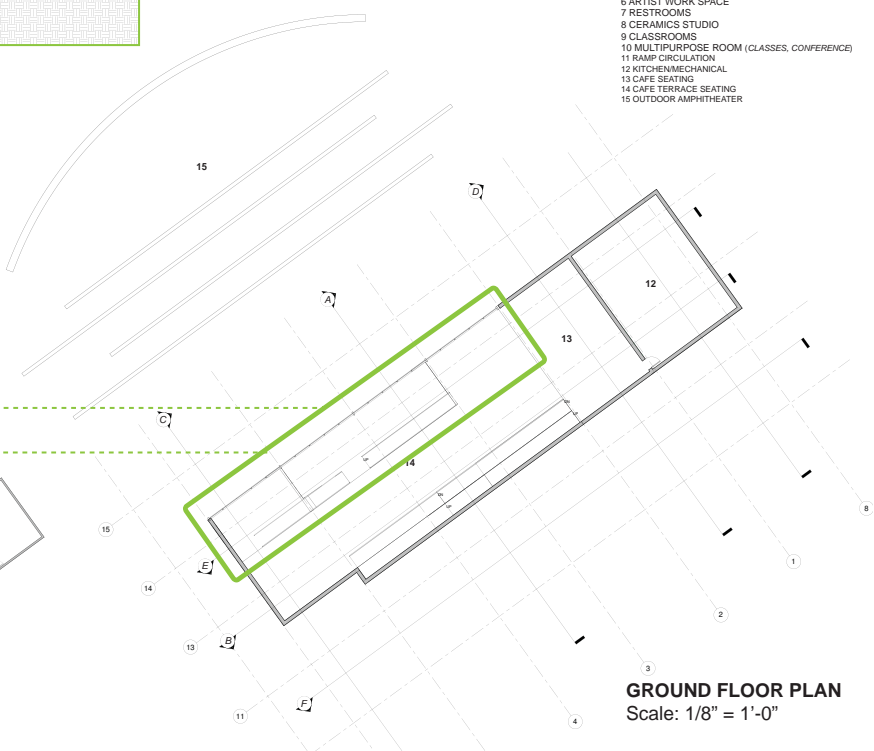 6 ARTIST WORK SPACE
7 RESTROOMS
8 CERAMICS STUDIO
9 CLASSROOMS
10 MULTIPURPOSE ROOM (CLASSES, CONFERENCE)
11 RAMP CIRCULATION
12 KITCHEN/MECHANICAL
13 CAFE SEATING
14 CAFE TERRACE SEATING
15 OUTDOOR AMPHITHEATER
15
D
12
A
13
C
14
15
8
E
14
1
2
B
13
3
F
11
4
GROUND FLOOR PLAN
Scale: 1/8” = 1’-0”